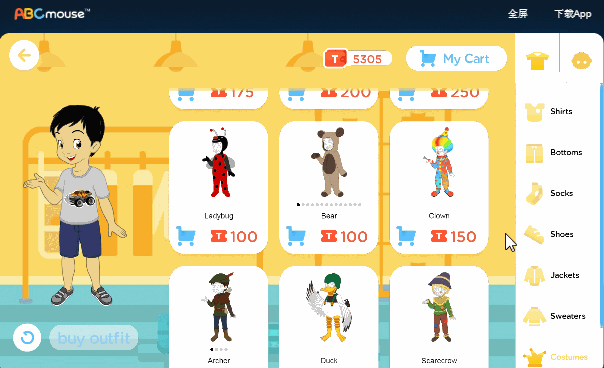 ABCmouse™
全屏
下载App
T 5305
My Cart
T 175
T 200
T 250
Shirts
Bottoms
Socks
Shoes
Jackets
Sweaters
Costumes
Ladybug
Bear
Clown
T 100
T 100
T 150
Archer
Duck
Scarecrow
buy outfit